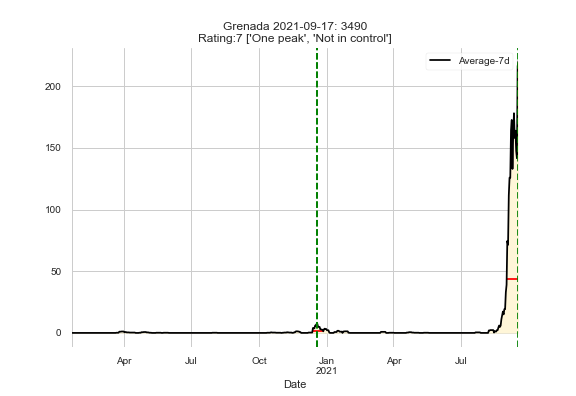 Grenada 2021-09-17: 3490
Rating:7 ['One peak', 'Not in control']
Average-7d
200
150
100
50
0
Apr
Jul
Oct
Jan
2021
Apr
Jul
Date